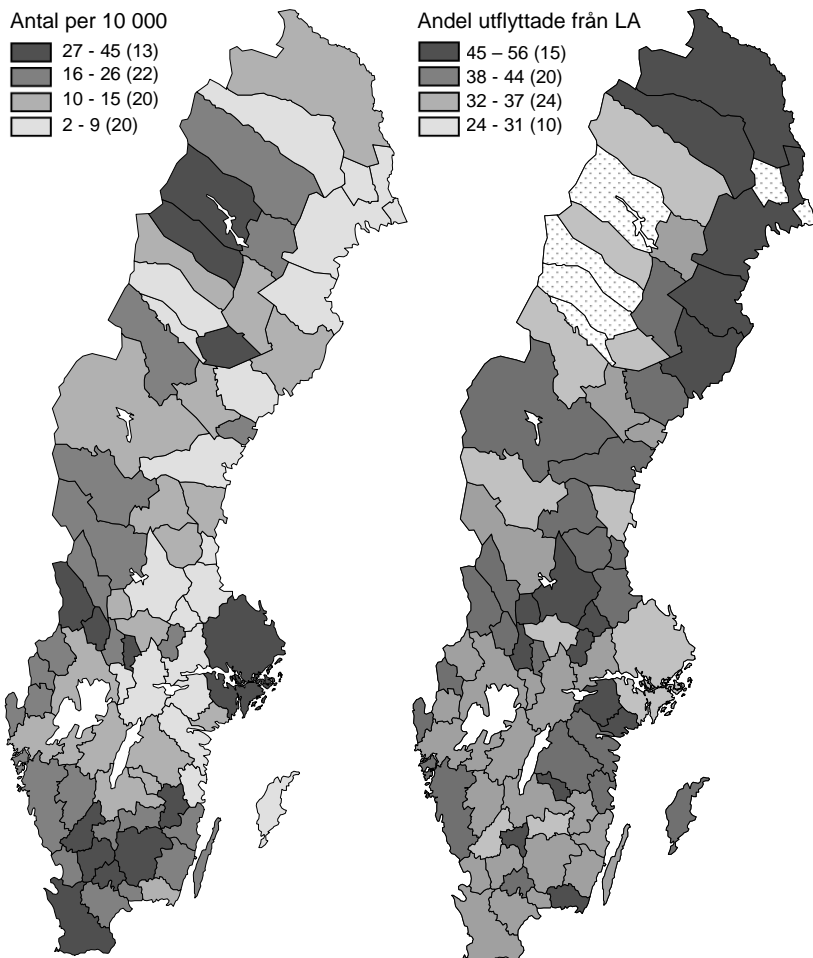 Antal per 10 000
27 - 45 (13)
16 - 26 (22)
10 - 15 (20)
2 - 9 (20)
Andel utflyttade från LA
45 – 56 (15)
38 - 44 (20)
32 - 37 (24)
24 - 31 (10)